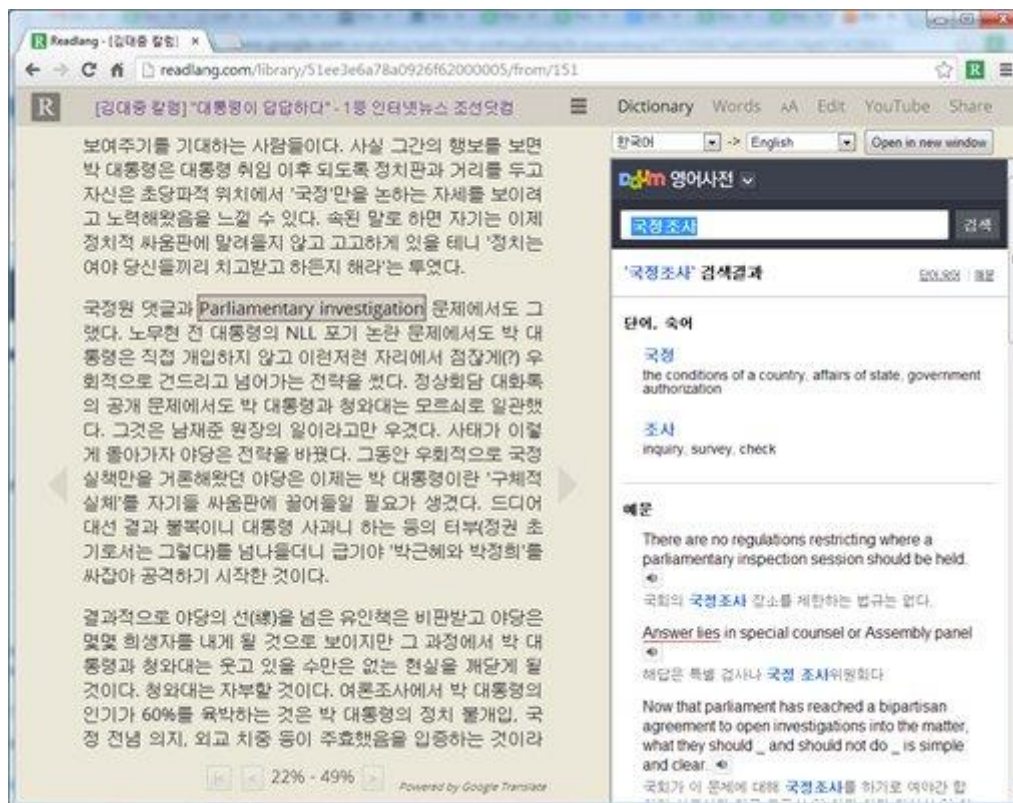 Readlang - [김대중 칼럼]
readlang.com/library/51ee3e6a78a0926f62000005/from/151
R
[김대중 칼럼] "대통령이 답답하다" - 1등 인터넷뉴스 조선닷컴
Dictionary Words AA Edit YouTube Share
한국어 -> English Open in new window
보여주기를 기대하는 사람들이다. 사실 그간의 행보를 보면
박 대통령은 대통령 취임 이후 되도록 정치판과 거리를 두고
자신은 초당파적 위치에서 '국정'만을 논하는 자세를 보이려
고 노력해왔음을 느낄 수 있다. 속된 말로 하면 자기는 이제
정치적 싸움판에 말려들지 않고 고고하게 있을 테니 '정치는
여야 당신들끼리 치고받고 하든지 해라'는 투였다.
국정원 댓글과 Parliamentary investigation 문제에서도 그
랬다. 노무현 전 대통령의 NLL 포기 논란 문제에서도 박 대
통령은 직접 개입하지 않고 이런저런 자리에서 점잖게(?) 우
회적으로 건드리고 넘어가는 전략을 썼다. 정상회담 대화록
의 공개 문제에서도 박 대통령과 청와대는 모르쇠로 일관했
다. 그것은 남재준 원장의 일이라고만 우겼다. 사태가 이렇
게 돌아가자 야당은 전략을 바꿨다. 그동안 우회적으로 국정
실책만을 거론해왔던 야당은 이제는 박 대통령이란 '구체적
실체'를 자기들 싸움판에 끌어들일 필요가 생겼다. 드디어
대선 결과 불복이니 대통령 사과니 하는 등의 터부(정권 초
기로서는 그렇다)를 넘나들더니 급기야 '박근혜와 박정희'를
싸잡아 공격하기 시작한 것이다.
결과적으로 야당의 선(線)을 넘은 유인책은 비판받고 야당은
몇몇 희생자를 내게 될 것으로 보이지만 그 과정에서 박 대
통령과 청와대는 웃고 있을 수만은 없는 현실을 깨닫게 될
것이다. 청와대는 자부할 것이다. 여론조사에서 박 대통령의
인기가 60%를 육박하는 것은 박 대통령의 정치 불개입, 국
정 전념 의지, 외교 치중 등이 주효했음을 입증하는 것이라
22% - 49%
Powered by Google Translate
Daum 영어사전
국정조사 검색
'국정조사' 검색결과 단어,숙어 | 예문
단어, 숙어
국정
the conditions of a country, affairs of state, government
authorization
조사
inquiry, survey, check
예문
There are no regulations restricting where a
parliamentary inspection session should be held.
국회의 국정조사 장소를 제한하는 법규는 없다.
Answer lies in special counsel or Assembly panel
해답은 특별 검사나 국정 조사위원회다
Now that parliament has reached a bipartisan
agreement to open investigations into the matter,
what they should _ and should not do _ is simple
and clear.
국회가 이 문제에 대해 국정조사를 하기로 여야간 합